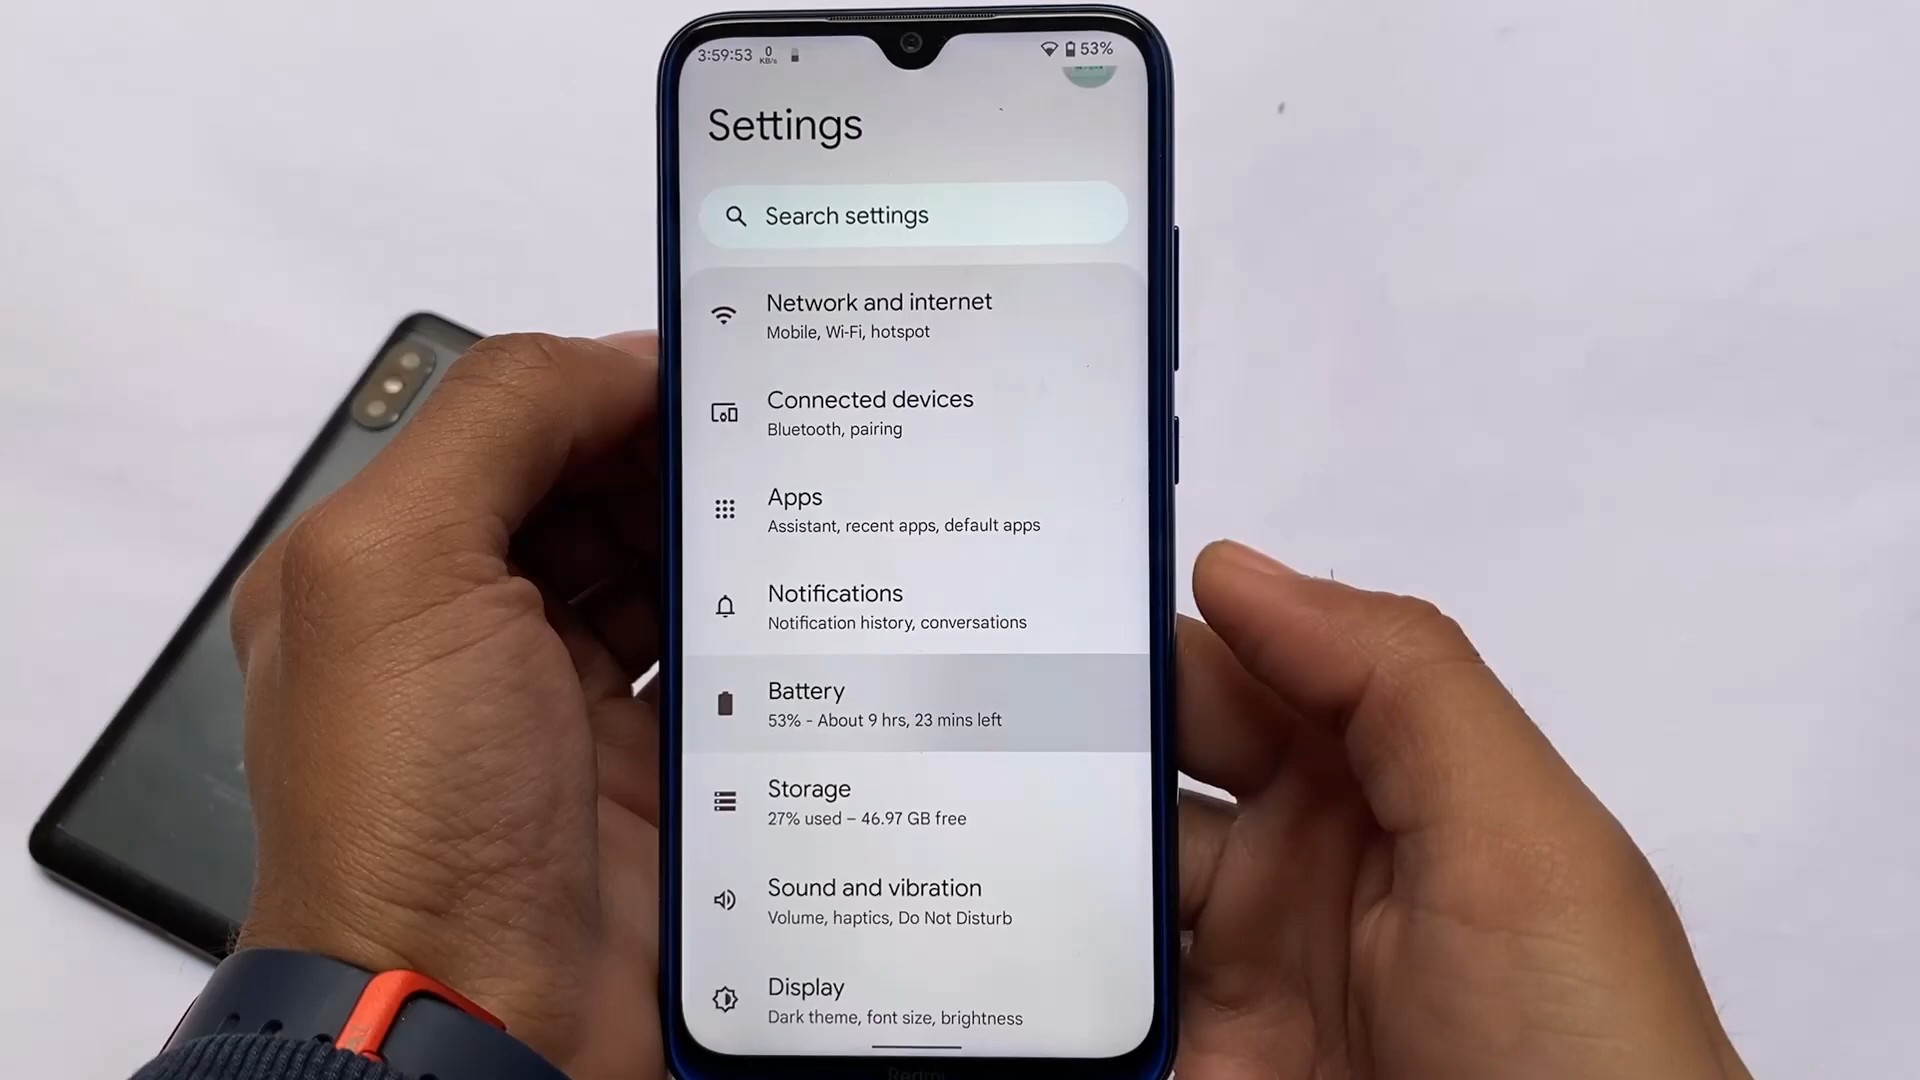 3:59:53 0 KB/s 53%
Settings
Search settings
Network and internet
Mobile, Wi-Fi, hotspot
Connected devices
Bluetooth, pairing
Apps
Assistant, recent apps, default apps
Notifications
Notification history, conversations
Battery
53% - About 9 hrs, 23 mins left
Storage
27% used – 46.97 GB free
Sound and vibration
Volume, haptics, Do Not Disturb
Display
Dark theme, font size, brightness
Redmi